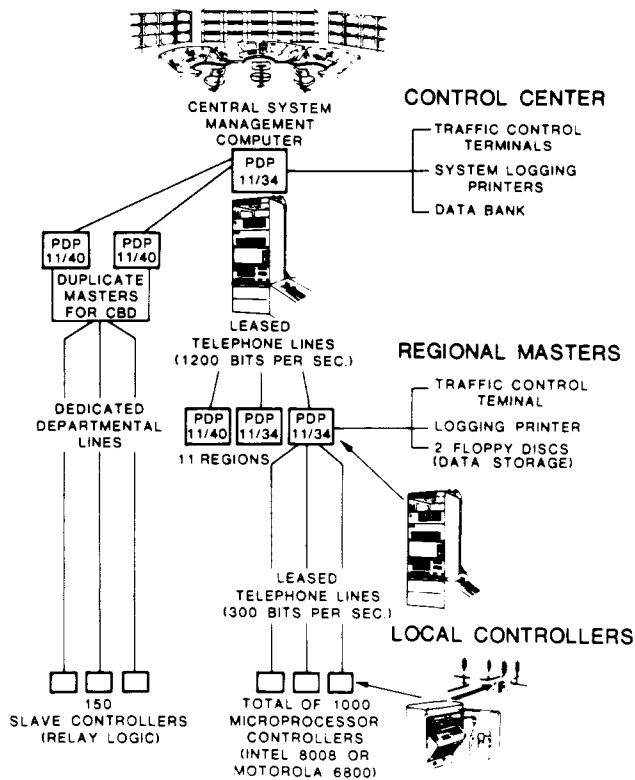 CONTROL CENTER
CENTRAL SYSTEM
MANAGEMENT
COMPUTER
PDP
11/34
TRAFFIC CONTROL
TERMINALS
SYSTEM LOGGING
PRINTERS
DATA BANK
PDP
11/40
PDP
11/40
DUPLICATE
MASTERS
FOR CBD
LEASED
TELEPHONE LINES
(1200 BITS PER SEC.)
REGIONAL MASTERS
DEDICATED
DEPARTMENTAL
LINES
PDP
11/40
PDP
11/34
PDP
11/34
11 REGIONS
TRAFFIC CONTROL
TEMINAL
LOGGING PRINTER
2 FLOPPY DISCS
(DATA STORAGE)
LEASED
TELEPHONE LINES
(300 BITS PER SEC.)
LOCAL CONTROLLERS
150
SLAVE CONTROLLERS
(RELAY LOGIC)
TOTAL OF 1000
MICROPROCESSOR
CONTROLLERS
(INTEL 8008 OR
MOTOROLA 6800)